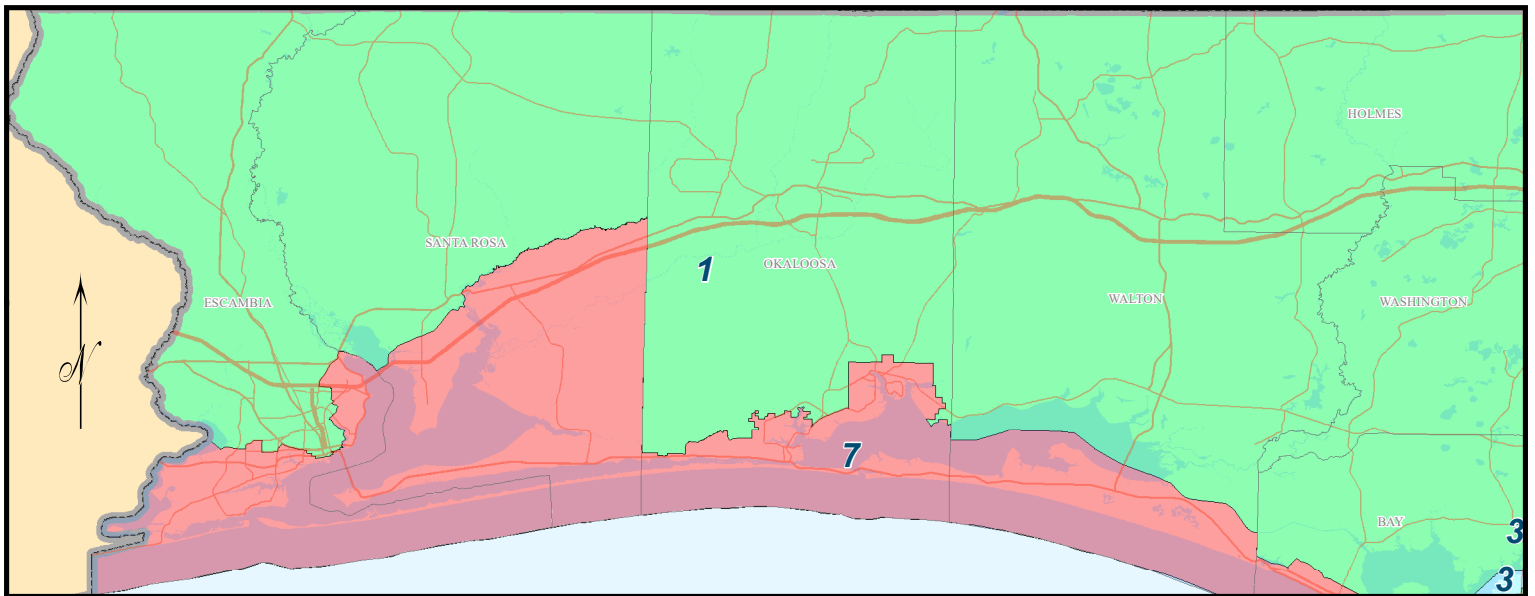 HOLMES
SANTA ROSA
1
OKALOOSA
ESCAMBIA
WALTON
WASHINGTON
N
7
BAY
3
3